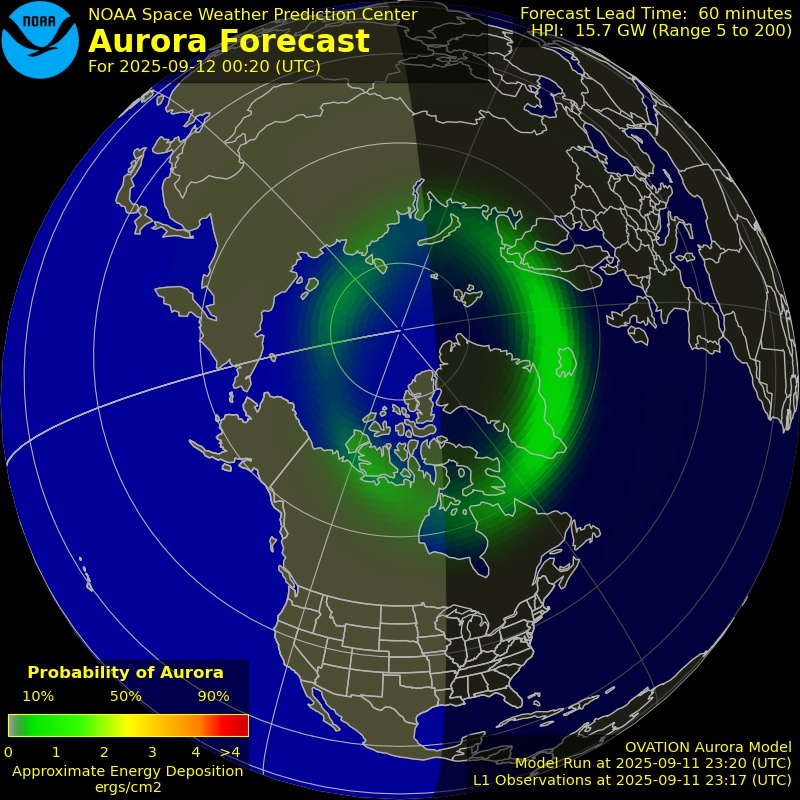 NOAA
NOAA Space Weather Prediction Center
Aurora Forecast
For 2025-09-12 00:20 (UTC)
Forecast Lead Time: 60 minutes
HPI: 15.7 GW (Range 5 to 200)
Probability of Aurora
10% 50% 90%
0 1 2 3 4 >4
Approximate Energy Deposition
ergs/cm2
OVATION Aurora Model
Model Run at 2025-09-11 23:20 (UTC)
L1 Observations at 2025-09-11 23:17 (UTC)